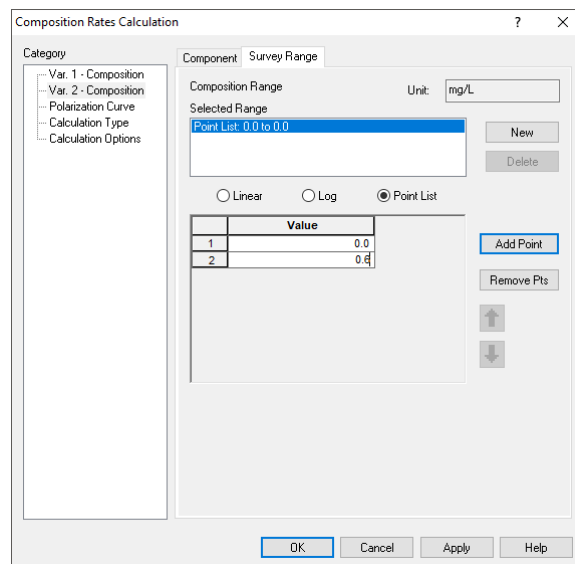 Composition Rates Calculation ? X
Category
Var. 1 - Composition
Var. 2 - Composition
Polarization Curve
Calculation Type
Calculation Options
Component Survey Range
Composition Range Unit: mg/L
Selected Range
Point List: 0.0 to 0.0
New
Delete
Linear Log Point List
Value
1 0.0
2 0.6
Add Point
Remove Pts
OK Cancel Apply Help